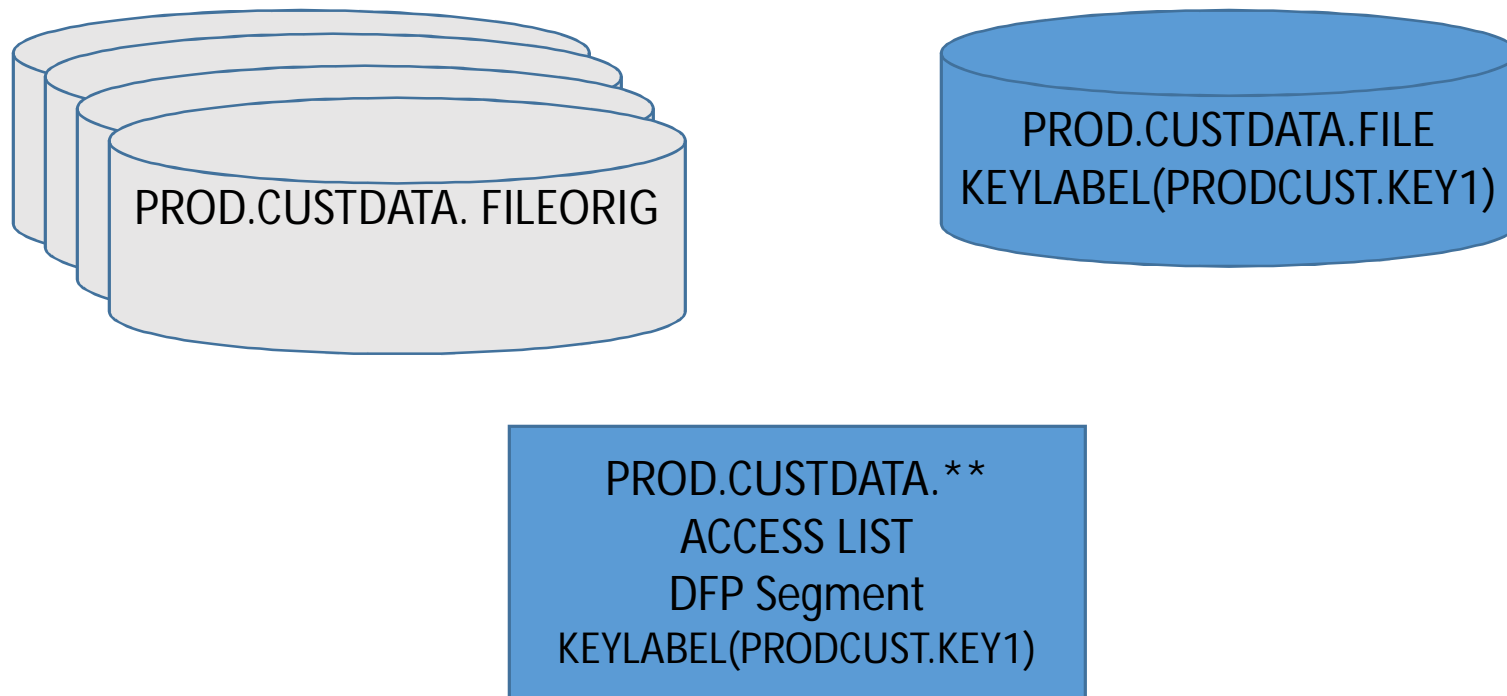 PROD.CUSTDATA. FILEORIG
PROD.CUSTDATA.FILE
KEYLABEL(PRODCUST.KEY1)
PROD.CUSTDATA.**
ACCESS LIST
DFP Segment
KEYLABEL(PRODCUST.KEY1)